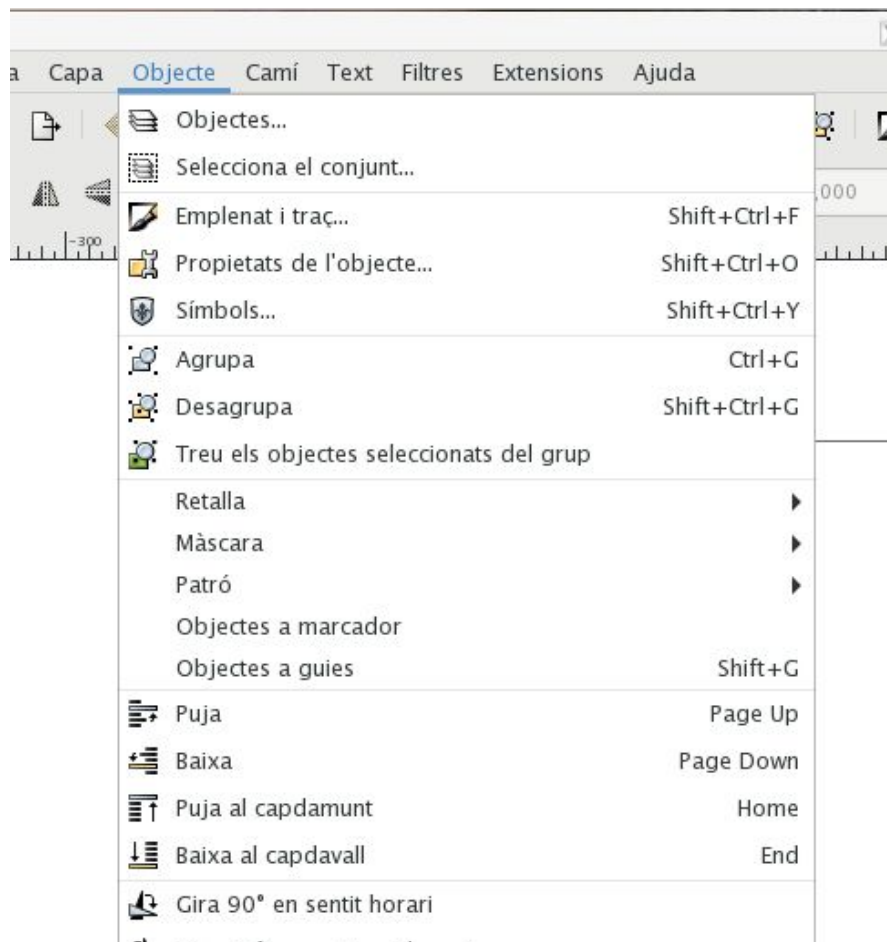 a Capa Objecte Camí Text Filtres Extensions Ajuda
Objectes...
Selecciona el conjunt...
,000
Emplenat i traç... Shift+Ctrl+F
-300
Propietats de l'objecte... Shift+Ctrl+O
Símbols... Shift+Ctrl+Y
Agrupa Ctrl+G
Desagrupa Shift+Ctrl+G
Treu els objectes seleccionats del grup
Retalla
Màscara
Patró
Objectes a marcador
Objectes a guies Shift+G
Puja Page Up
Baixa Page Down
Puja al capdamunt Home
Baixa al capdavall End
Gira 90° en sentit horari